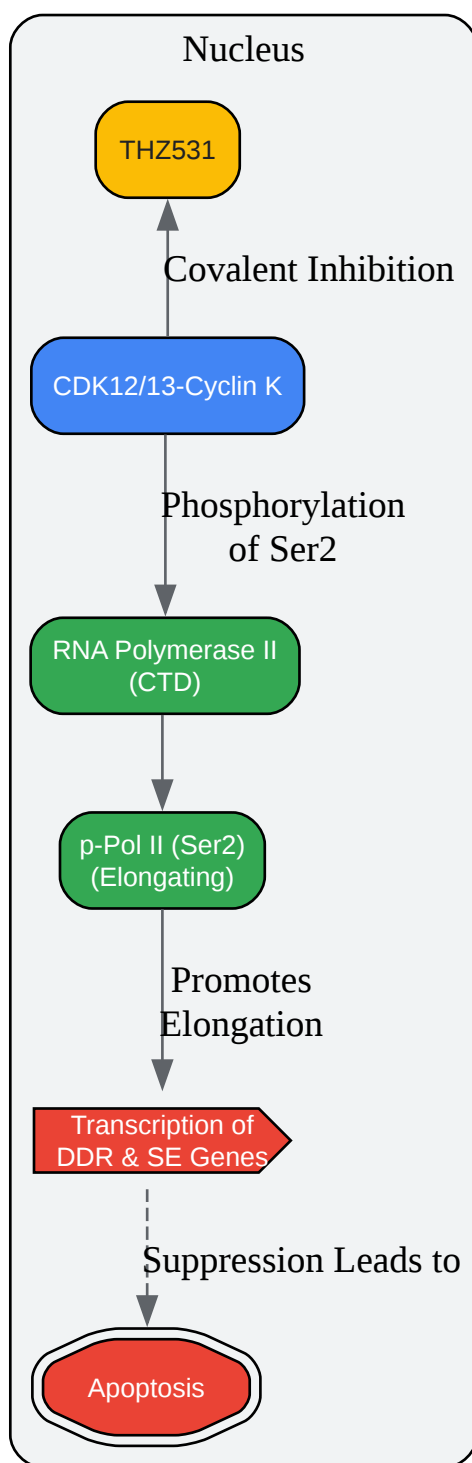 Nucleus
THZ531
Covalent Inhibition
CDK12/13-Cyclin K
Phosphorylation
of Ser2
RNA Polymerase II
(CTD)
p-Pol II (Ser2)
(Elongating)
Promotes
Elongation
Transcription of
DDR & SE Genes
Suppression Leads to
Apoptosis